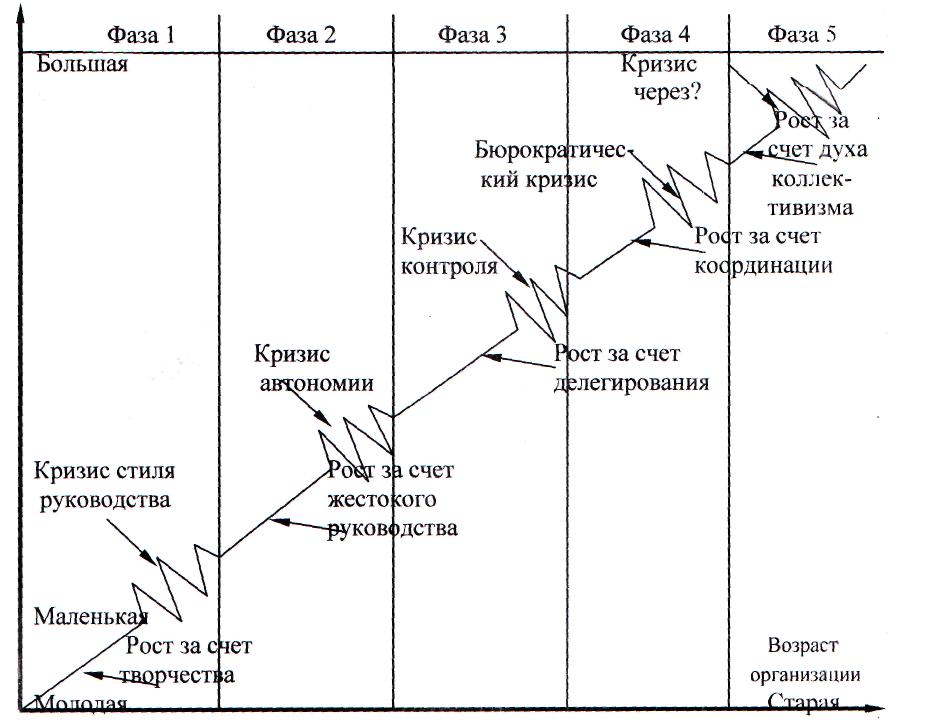 Фаза 1
Фаза 2
Фаза 3
Фаза 4
Фаза 5
Большая
Кризис
через?
Рост за
счет духа
коллек-
тивизма
Бюрократичес-
кий кризис
Кризис
контроля
Рост за счет
координации
Кризис
автономии
Рост за счет
делегирования
Кризис стиля
руководства
Рост за счет
жестокого
руководства
Маленькая
Рост за счет
творчества
Возраст
организации
Молодая
Старая